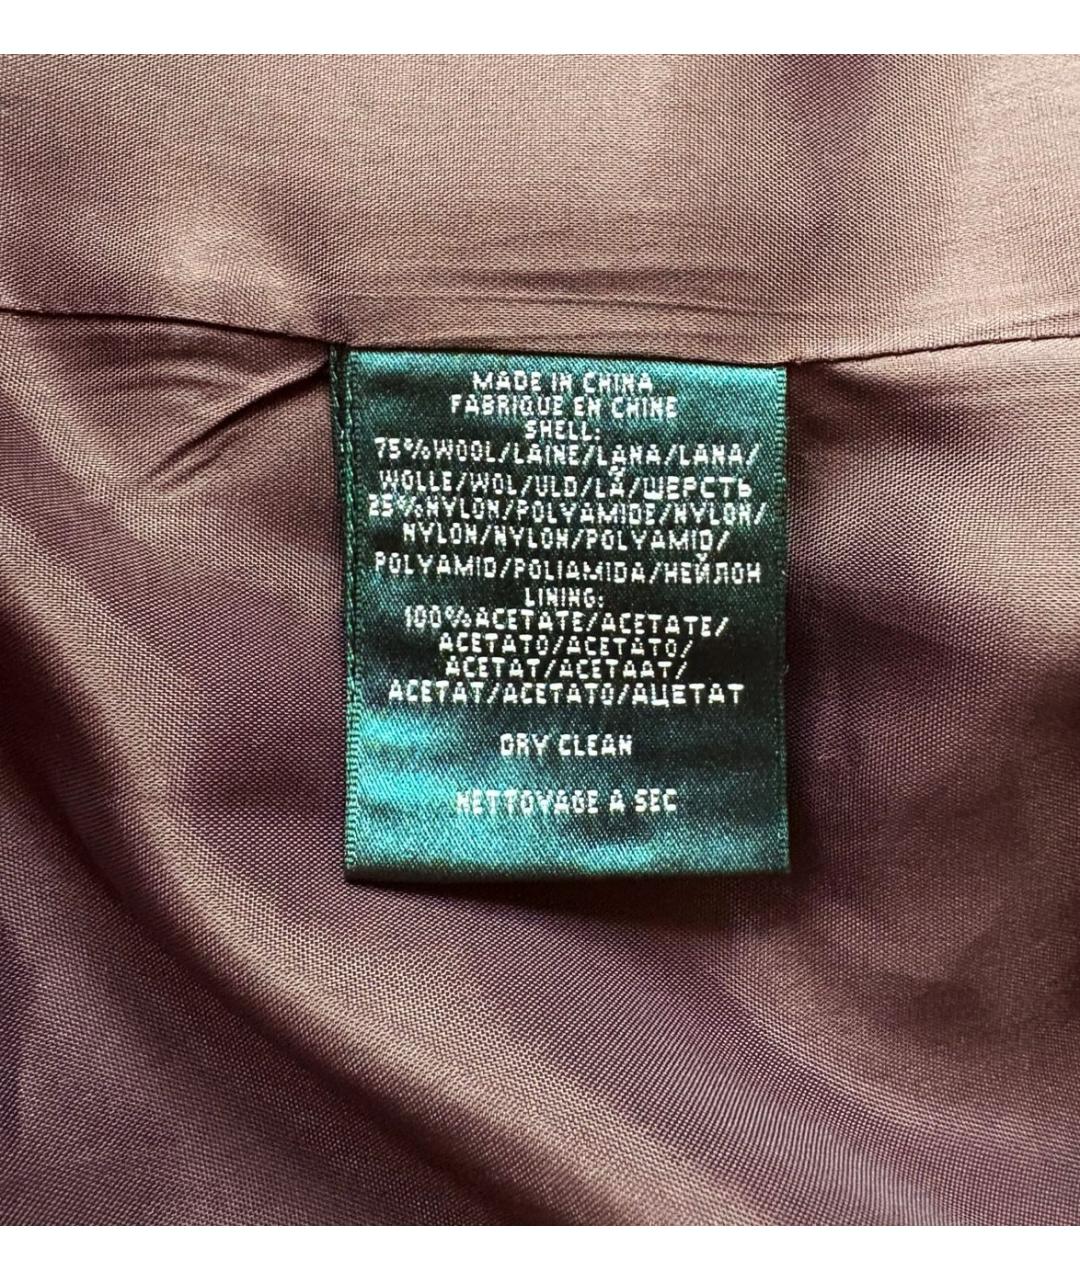 MADE IN CHINA
FABRIQUE EN CHINE
SHELL:
75%WOOL/LAINE/LANA/LANA/
WOLLE/WOL/ULD/LÃ/ШЕРСТЬ
25%NYLON/POLYAMIDE/NYLON/
NYLON/NYLON/POLYAMID/
POLYAMID/POLIAMIDA/НЕЙЛОН
LINING:
100%ACETATE/ACETATE/
ACETATO/ACETATO/
ACETAT/ACETAAT/
ACETAT/ACETATO/АЦЕТАТ
DRY CLEAN
NETTOYAGE A SEC